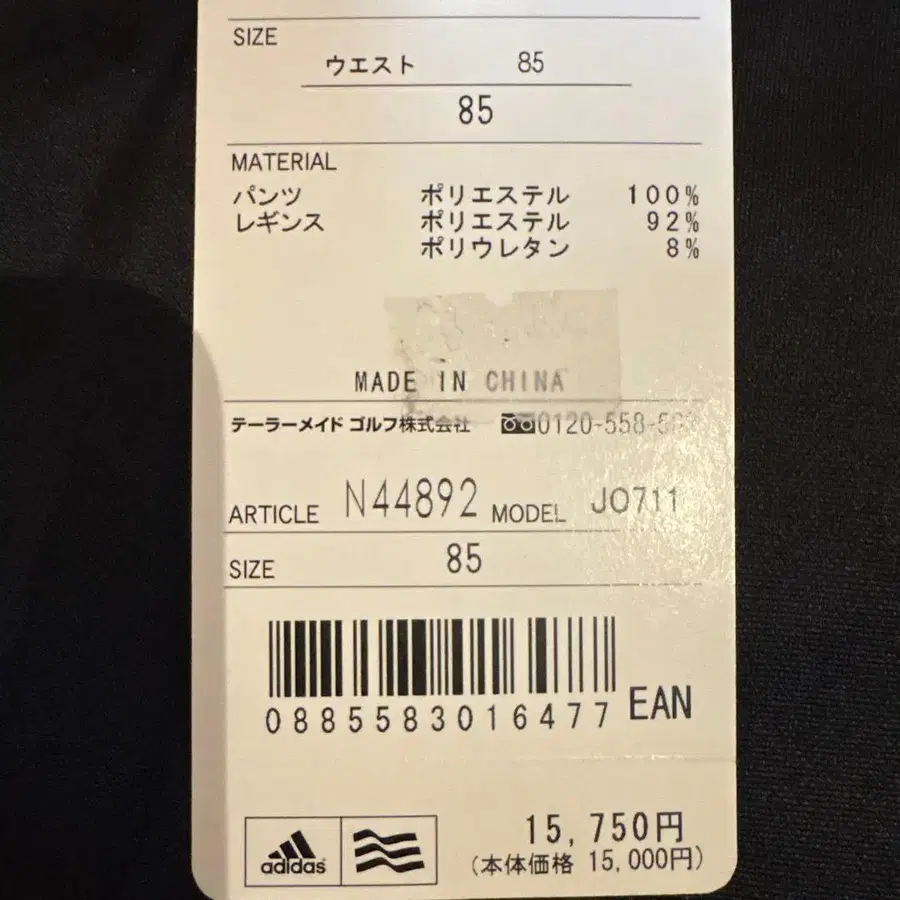 SIZE
ウエスト 85
85
MATERIAL
パンツ ポリエステル 100%
レギンス ポリエステル 92%
ポリウレタン 8%
MADE IN CHINA
テーラーメイド ゴルフ株式会社
ARTICLE N44892 MODEL JO711
SIZE 85
0885583016477 EAN
adidas
15,750円
(本体価格 15,000円)